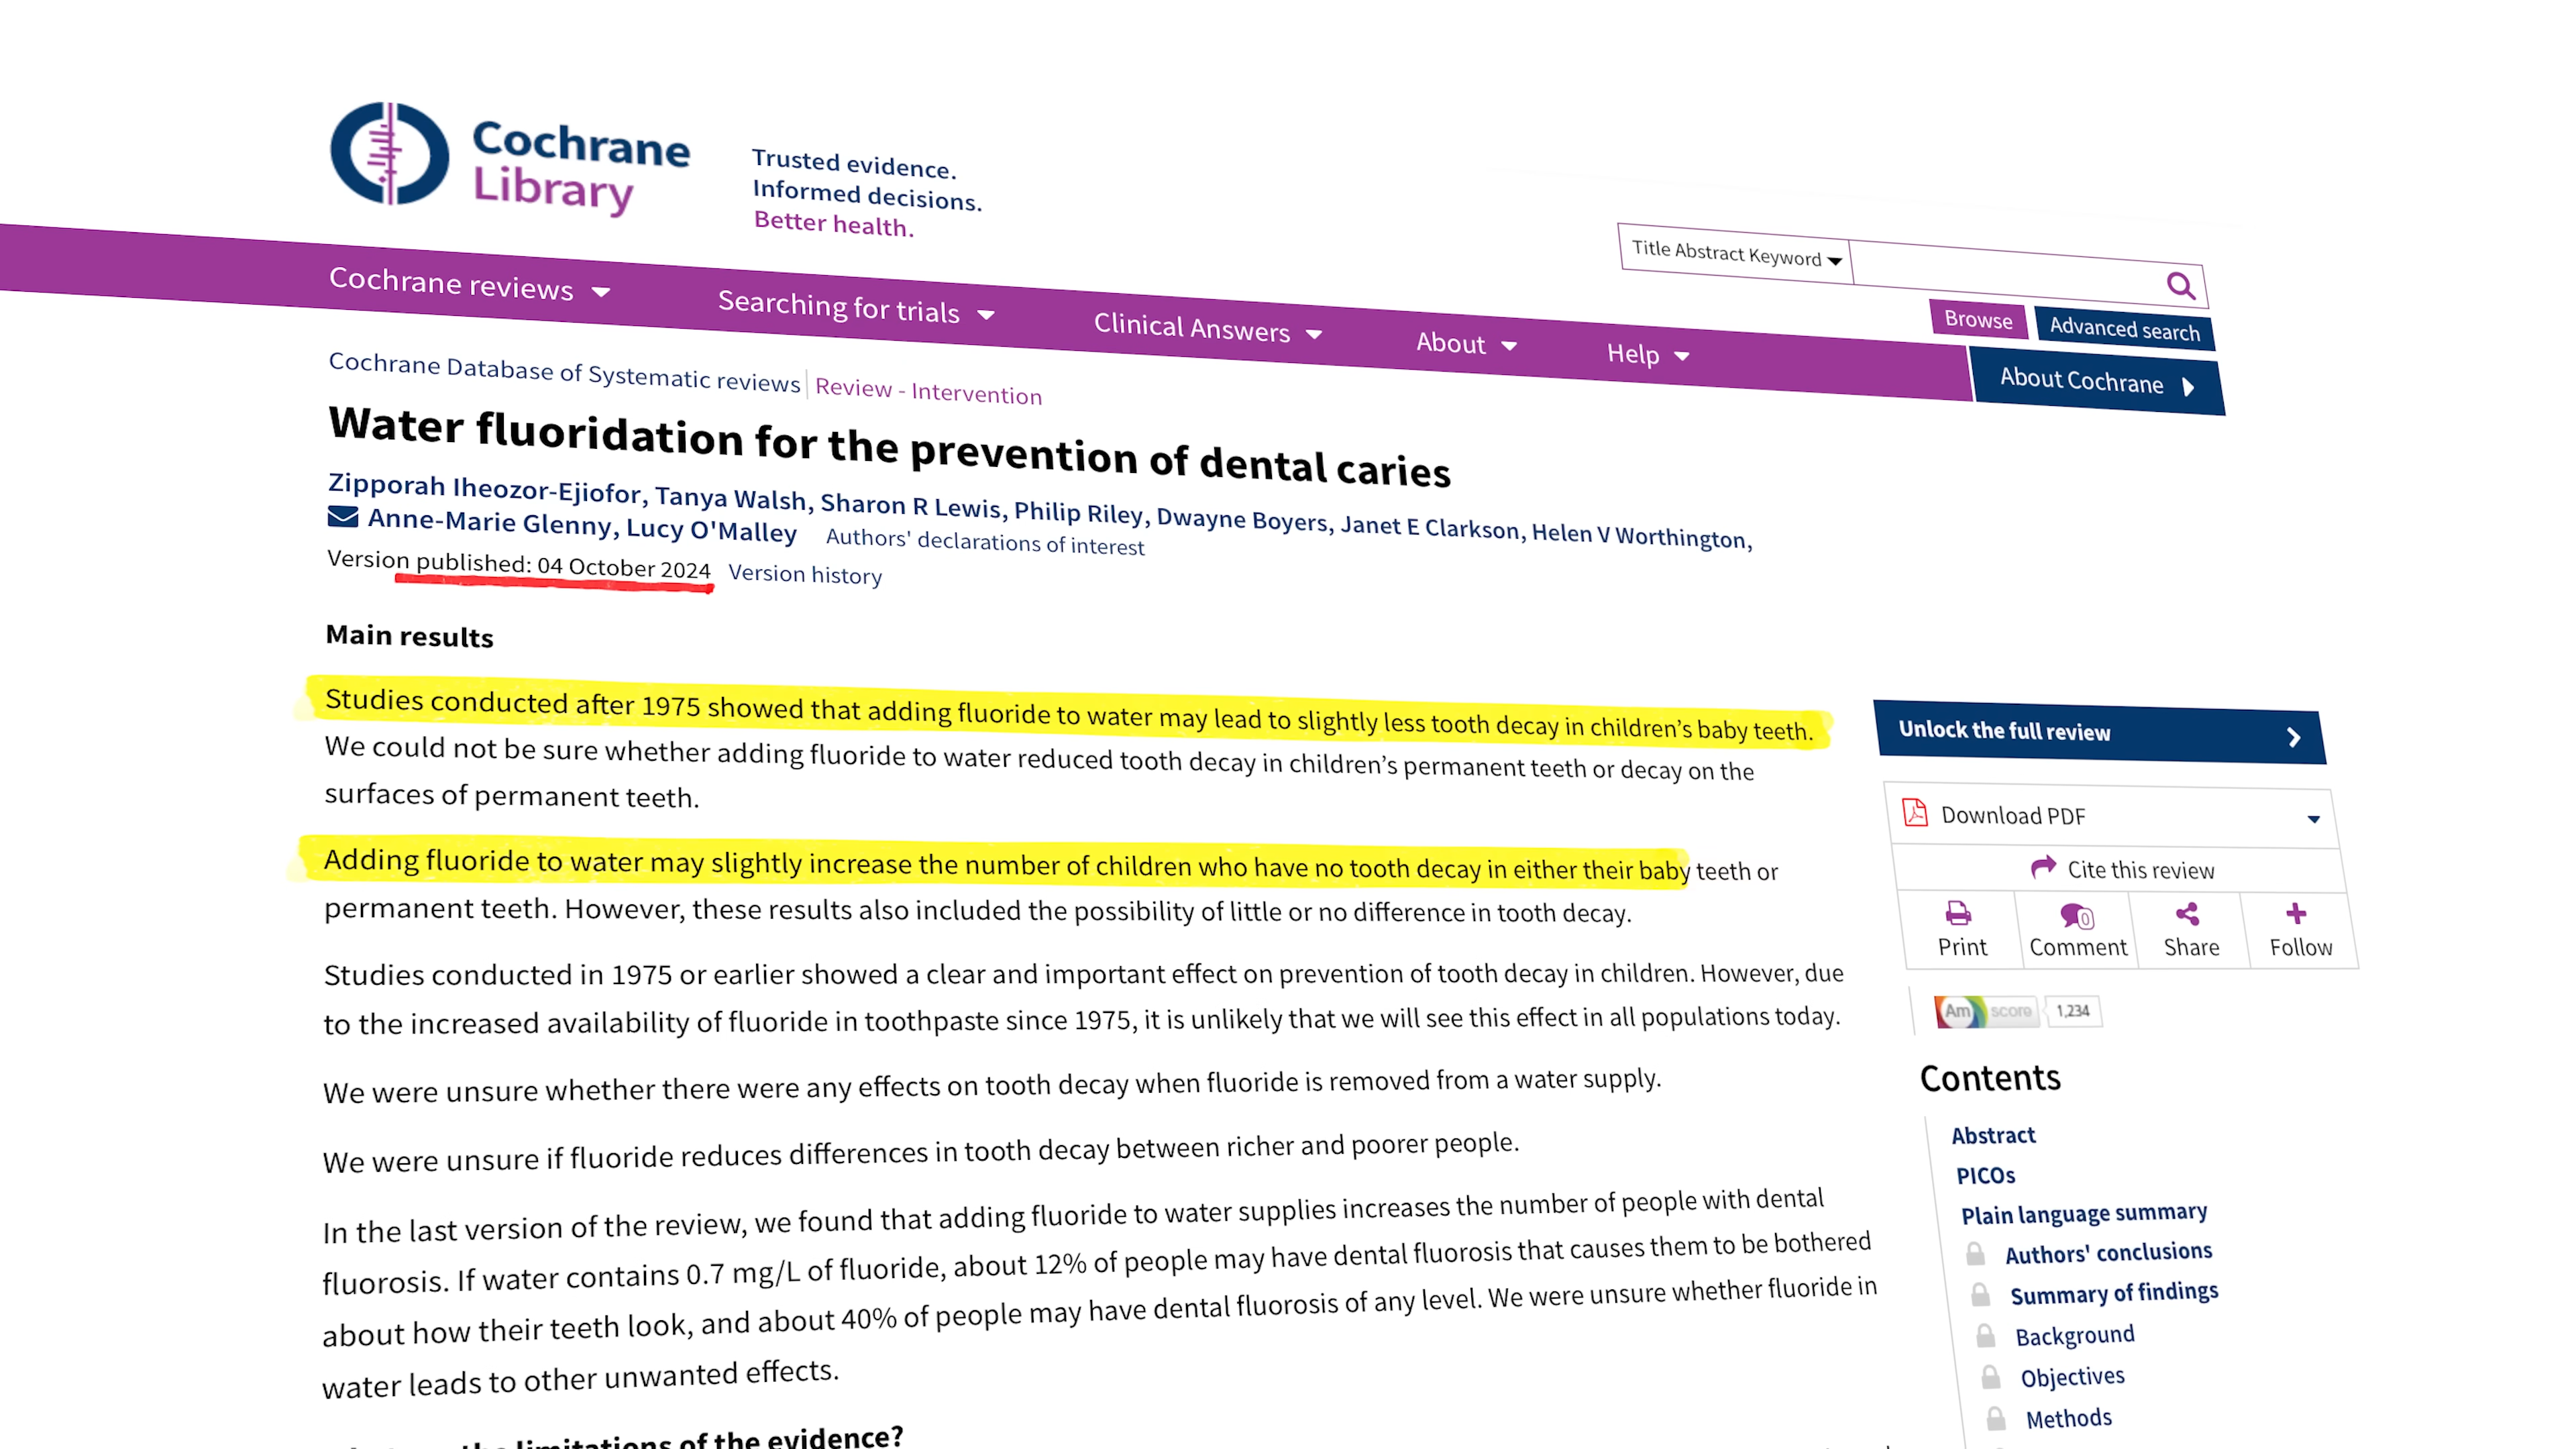 Cochrane
Library
Trusted evidence.
Informed decisions.
Better health.
Title Abstract Keyword
Browse
Advanced search
Cochrane reviews
Searching for trials
Clinical Answers
About
Help
About Cochrane
Cochrane Database of Systematic reviews | Review - Intervention
Water fluoridation for the prevention of dental caries
Zipporah Iheozor-Ejiofor, Tanya Walsh, Sharon R Lewis, Philip Riley, Dwayne Boyers, Janet E Clarkson, Helen V Worthington,
Anne-Marie Glenny, Lucy O'Malley Authors' declarations of interest
Version published: 04 October 2024 Version history
Main results
Studies conducted after 1975 showed that adding fluoride to water may lead to slightly less tooth decay in children’s baby teeth.
We could not be sure whether adding fluoride to water reduced tooth decay in children’s permanent teeth or decay on the
surfaces of permanent teeth.
Adding fluoride to water may slightly increase the number of children who have no tooth decay in either their baby teeth or
permanent teeth. However, these results also included the possibility of little or no difference in tooth decay.
Studies conducted in 1975 or earlier showed a clear and important effect on prevention of tooth decay in children. However, due
to the increased availability of fluoride in toothpaste since 1975, it is unlikely that we will see this effect in all populations today.
We were unsure whether there were any effects on tooth decay when fluoride is removed from a water supply.
We were unsure if fluoride reduces differences in tooth decay between richer and poorer people.
In the last version of the review, we found that adding fluoride to water supplies increases the number of people with dental
fluorosis. If water contains 0.7 mg/L of fluoride, about 12% of people may have dental fluorosis that causes them to be bothered
about how their teeth look, and about 40% of people may have dental fluorosis of any level. We were unsure whether fluoride in
water leads to other unwanted effects.
the limitations of the evidence?
Unlock the full review
Download PDF
Cite this review
Print
Comment
0
Share
Follow
Am score 1,234
Contents
Abstract
PICOs
Plain language summary
Authors' conclusions
Summary of findings
Background
Objectives
Methods